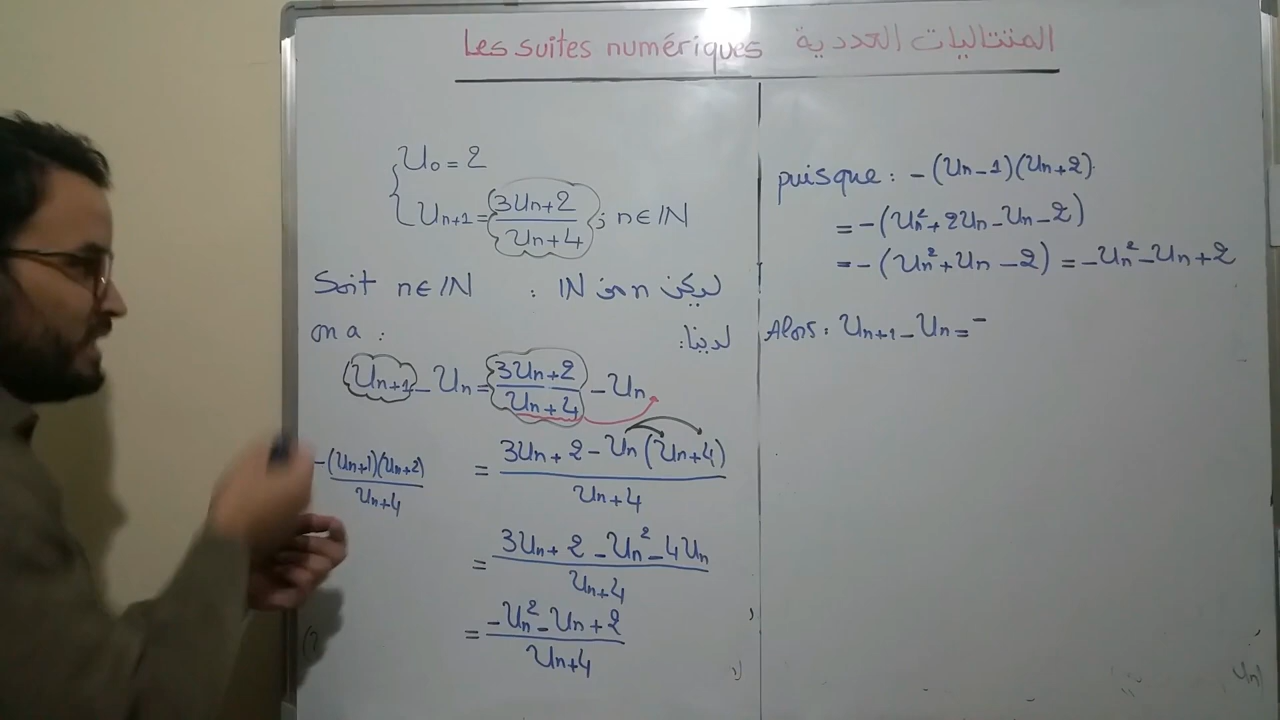 Les suites numériques المتتاليات العددية
U₀ = 2
Uₙ₊₁ = (3Uₙ+2)/(Uₙ+4) ; n∈IN
Soit n∈IN : ليكن n من IN
on a : لدينا:
Uₙ₊₁ - Uₙ = (3Uₙ+2)/(Uₙ+4) - Uₙ
= (3Uₙ+2-Uₙ(Uₙ+4))/(Uₙ+4)
-(Uₙ+1)(Uₙ+2)/(Uₙ+4)
= (3Uₙ+2-Uₙ²-4Uₙ)/(Uₙ+4)
= (-Uₙ²-Uₙ+2)/(Uₙ+4)
puisque : -(Uₙ-1)(Uₙ+2)
= -(Uₙ²+2Uₙ-Uₙ-2)
= -(Uₙ²+Uₙ-2) = -Uₙ²-Uₙ+2
Alors : Uₙ₊₁ - Uₙ = -